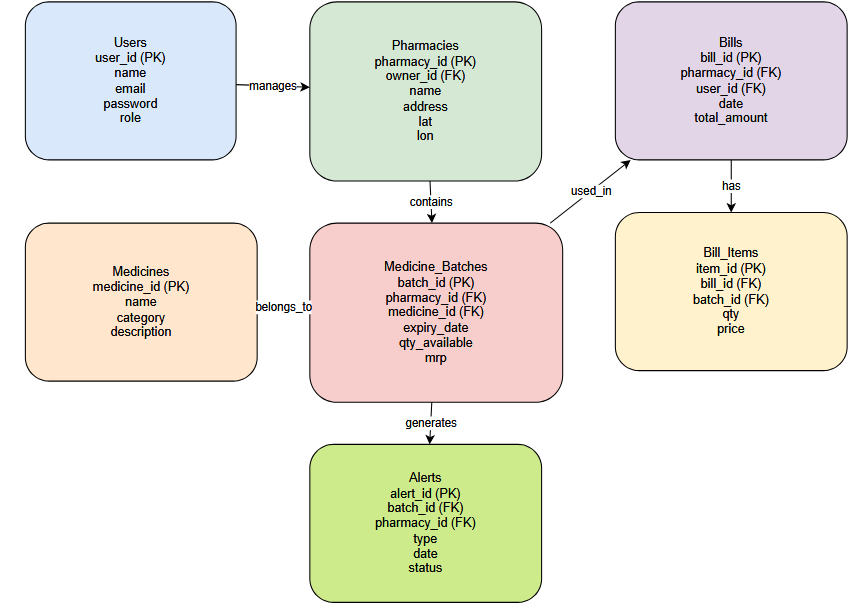 Users
user_id (PK)
name
email
password
role
manages
Pharmacies
pharmacy_id (PK)
owner_id (FK)
name
address
lat
lon
Bills
bill_id (PK)
pharmacy_id (FK)
user_id (FK)
date
total_amount
contains
used_in
has
Medicines
medicine_id (PK)
name
category
description
belongs_to
Medicine_Batches
batch_id (PK)
pharmacy_id (FK)
medicine_id (FK)
expiry_date
qty_available
mrp
Bill_Items
item_id (PK)
bill_id (FK)
batch_id (FK)
qty
price
generates
Alerts
alert_id (PK)
batch_id (FK)
pharmacy_id (FK)
type
date
status